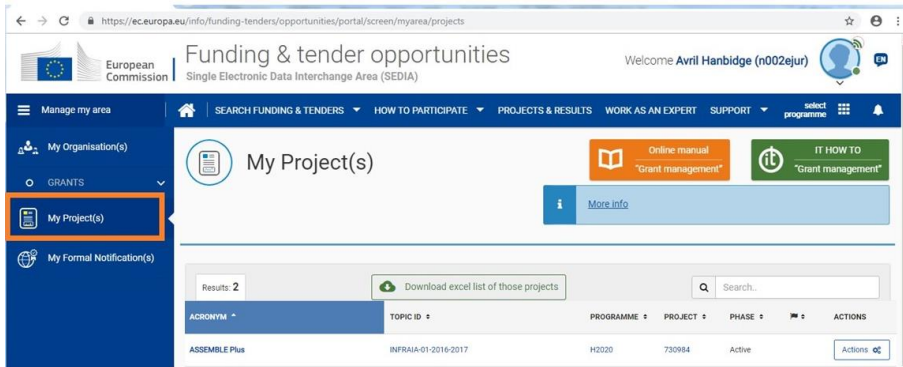 https://ec.europa.eu/info/funding-tenders/opportunities/portal/screen/myarea/projects
European Commission
Funding & tender opportunities
Single Electronic Data Interchange Area (SEDIA)
Welcome Avril Hanbidge (n002ejur)
EN
Manage my area
SEARCH FUNDING & TENDERS HOW TO PARTICIPATE PROJECTS & RESULTS WORK AS AN EXPERT SUPPORT select programme
My Organisation(s)
GRANTS
My Project(s)
My Formal Notification(s)
My Project(s)
Online manual
"Grant management"
it IT HOW TO
"Grant management"
i More info
Results: 2 Download excel list of those projects Search..
ACRONYM TOPIC ID PROGRAMME PROJECT PHASE ACTIONS
ASSEMBLE Plus INFRAIA-01-2016-2017 H2020 730984 Active Actions